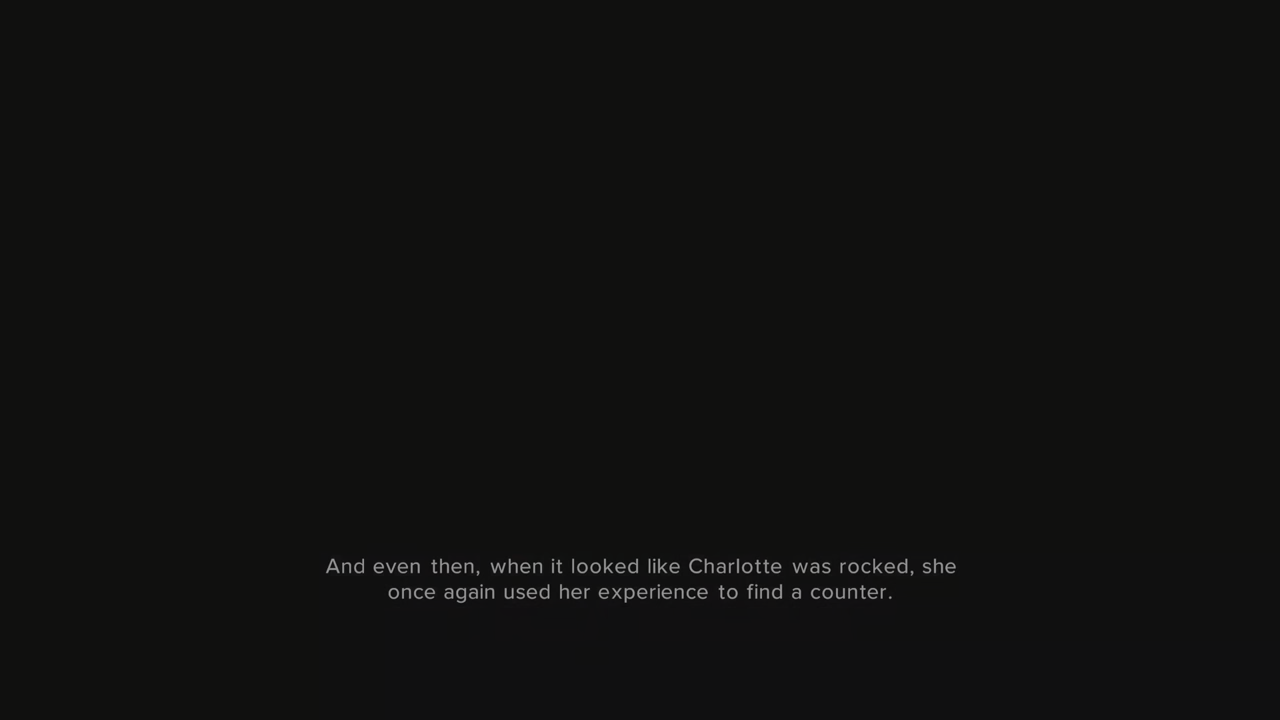 And even then, when it looked like Charlotte was rocked, she
once again used her experience to find a counter.